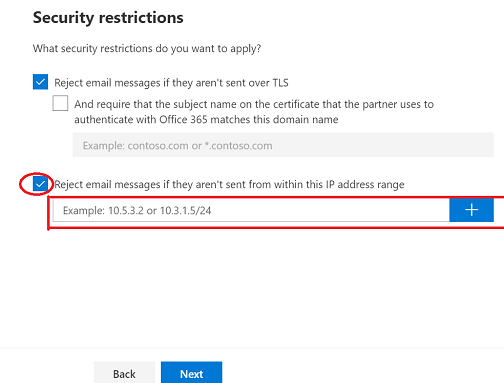 Security restrictions
What security restrictions do you want to apply?
Reject email messages if they aren't sent over TLS
And require that the subject name on the certificate that the partner uses to
authenticate with Office 365 matches this domain name
Example: contoso.com or *.contoso.com
Reject email messages if they aren't sent from within this IP address range
Example: 10.5.3.2 or 10.3.1.5/24
Back Next